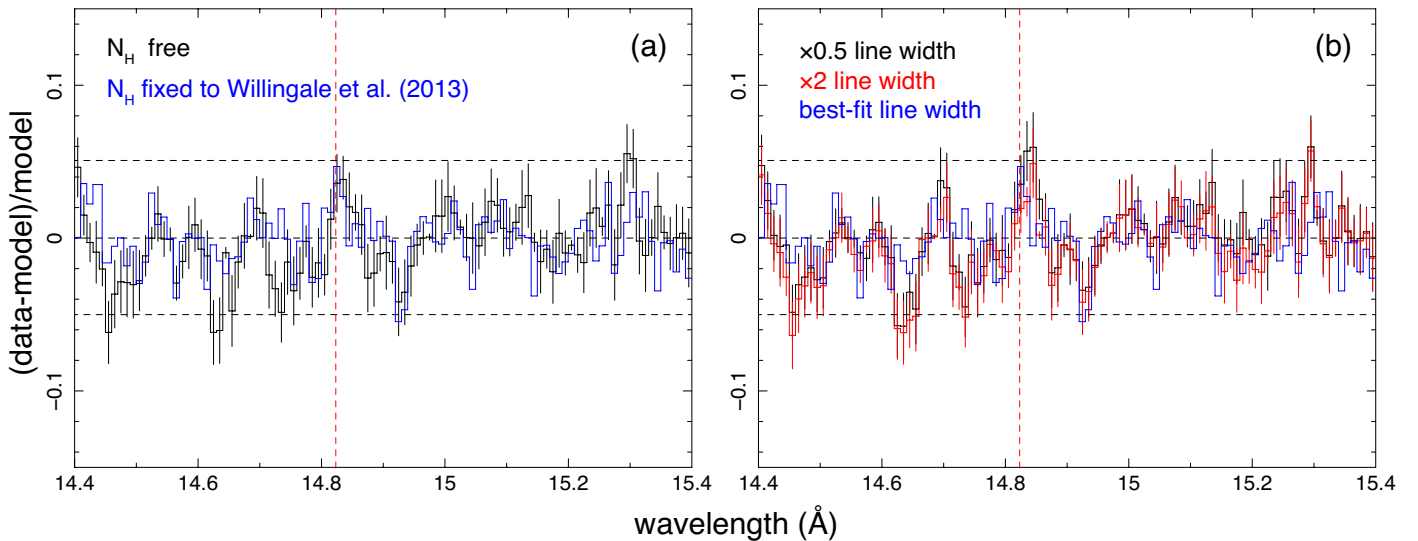 (data-model)/model
0.1
0
−0.1
N_H free
N_H fixed to Willingale et al. (2013)
(a)
14.4 14.6 14.8 15 15.2 15.4
0.1
0
−0.1
×0.5 line width
×2 line width
best-fit line width
(b)
14.4 14.6 14.8 15 15.2 15.4
wavelength (Å)